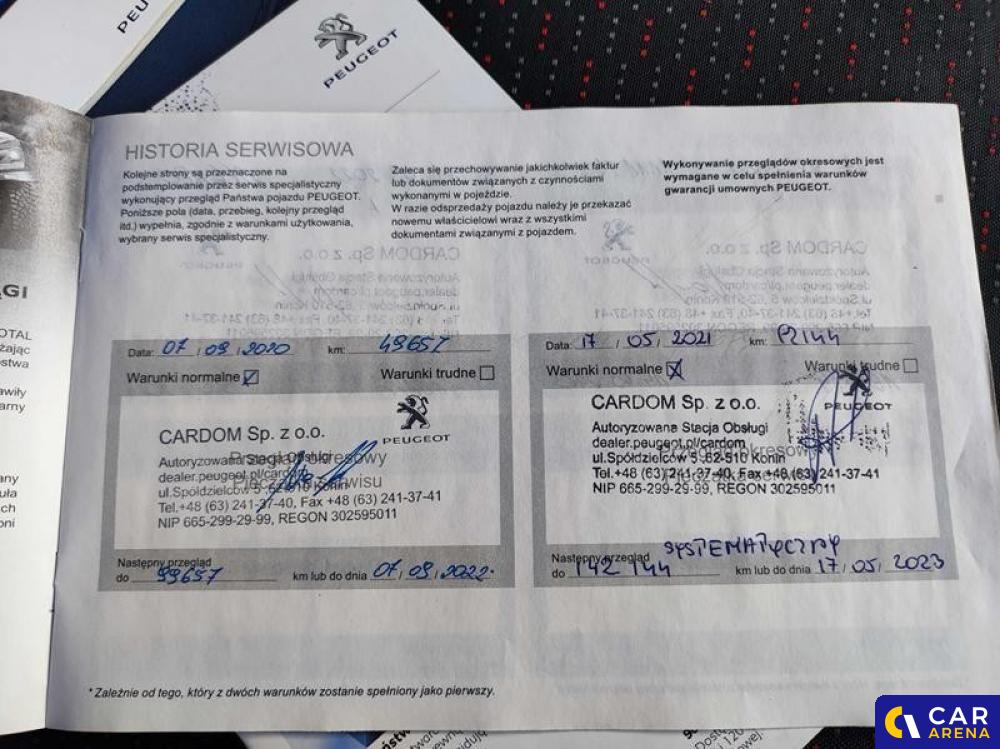 PEU
PEUGEOT
HISTORIA SERWISOWA
Kolejne strony są przeznaczone na
podstemplowanie przez serwis specjalistyczny
wykonujący przegląd Państwa pojazdu PEUGEOT.
Poniższe pola (data, przebieg, kolejny przegląd
itd.) wypełnia, zgodnie z warunkami użytkowania,
wybrany serwis specjalistyczny.
Zaleca się przechowywanie jakichkolwiek faktur
lub dokumentów związanych z czynnościami
wykonanymi w pojeździe.
W razie odsprzedaży pojazdu należy je przekazać
nowemu właścicielowi wraz z wszystkimi
dokumentami związanymi z pojazdem.
Wykonywanie przeglądów okresowych jest
wymagane w celu spełnienia warunków
gwarancji umownych PEUGEOT.
Data: 07 , 09 , 2020 km: 49657
Warunki normalne Warunki trudne
PEUGEOT
CARDOM Sp. z o.o.
Autoryzowana Stacja Obsługi
dealer.peugeot.pl/cardom
ul.Spółdzielców 5 ,62-510 Konin
Tel.+48 (63) 241-37-40, Fax +48 (63) 241-37-41
NIP 665-299-29-99, REGON 302595011
Następny przegląd
do 99657 km lub do dnia 07 , 09 , 2022
Data: 17 , 05 , 2021 km:
Warunki normalne Warunki trudne
PEUGEOT
CARDOM Sp. z o.o.
Autoryzowana Stacja Obsługi
dealer.peugeot.pl/cardom
ul.Spółdzielców 5 ,62-510 Konin
Tel.+48 (63) 241-37-40, Fax +48 (63) 241-37-41
NIP 665-299-29-99, REGON 302595011
SYSTEMATYCZNY
Następny przegląd
do 142 144 km lub do dnia 17 , 05 , 2023
* Zależnie od tego, który z dwóch warunków zostanie spełniony jako pierwszy.
CAR
ARENA